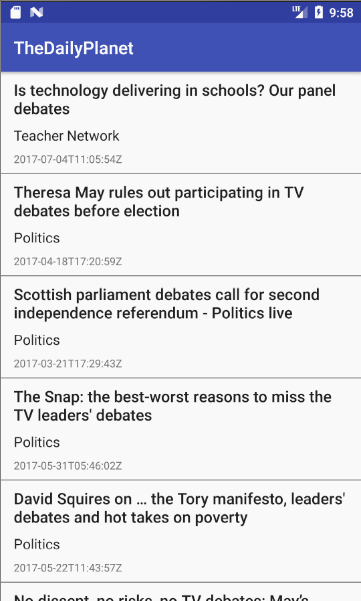 LTE 9:58
TheDailyPlanet
Is technology delivering in schools? Our panel
debates
Teacher Network
2017-07-04T11:05:54Z
Theresa May rules out participating in TV
debates before election
Politics
2017-04-18T17:20:59Z
Scottish parliament debates call for second
independence referendum - Politics live
Politics
2017-03-21T17:29:43Z
The Snap: the best-worst reasons to miss the
TV leaders' debates
Politics
2017-05-31T05:46:02Z
David Squires on … the Tory manifesto, leaders'
debates and hot takes on poverty
Politics
2017-05-22T11:43:57Z
No dissent, no risks, no TV debates: May's